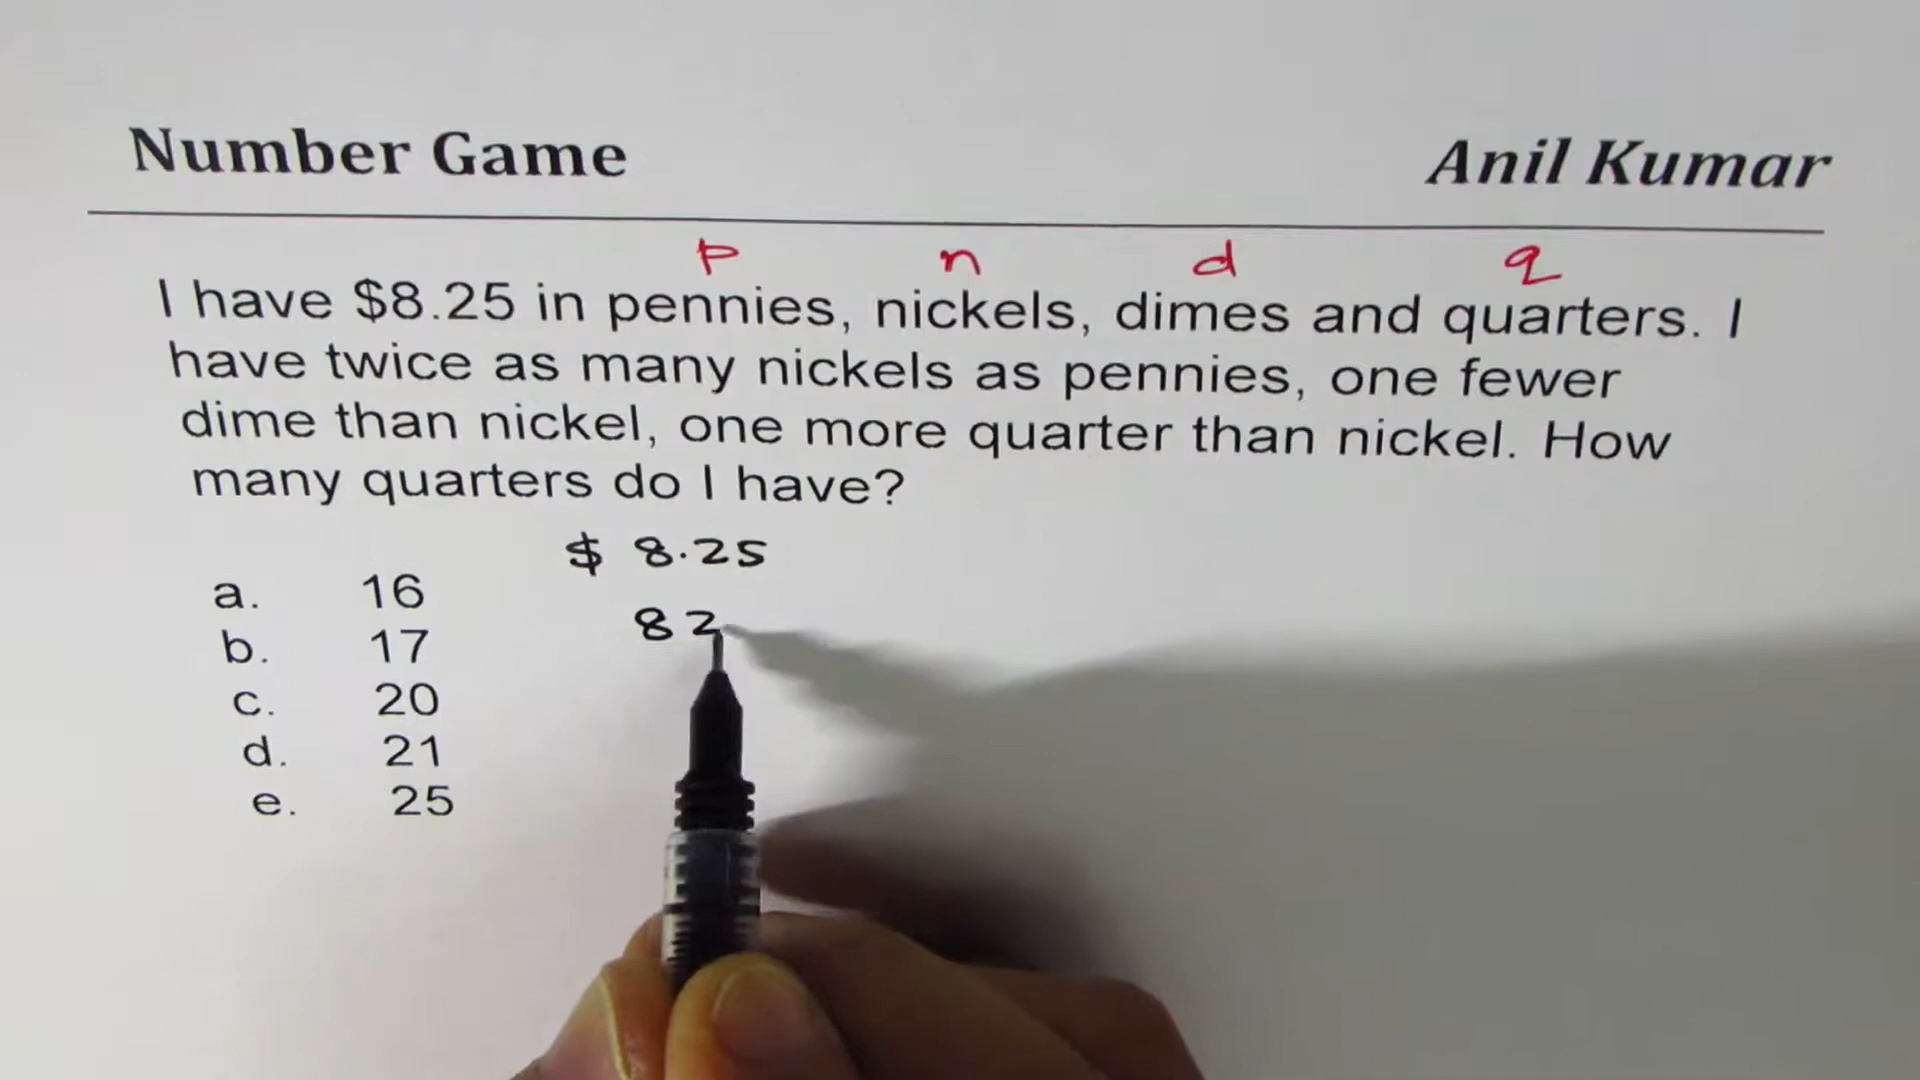 Number Game Anil Kumar
p n d q
I have $8.25 in pennies, nickels, dimes and quarters. I
have twice as many nickels as pennies, one fewer
dime than nickel, one more quarter than nickel. How
many quarters do I have?
$ 8.25
a. 16
82
b. 17
c. 20
d. 21
e. 25